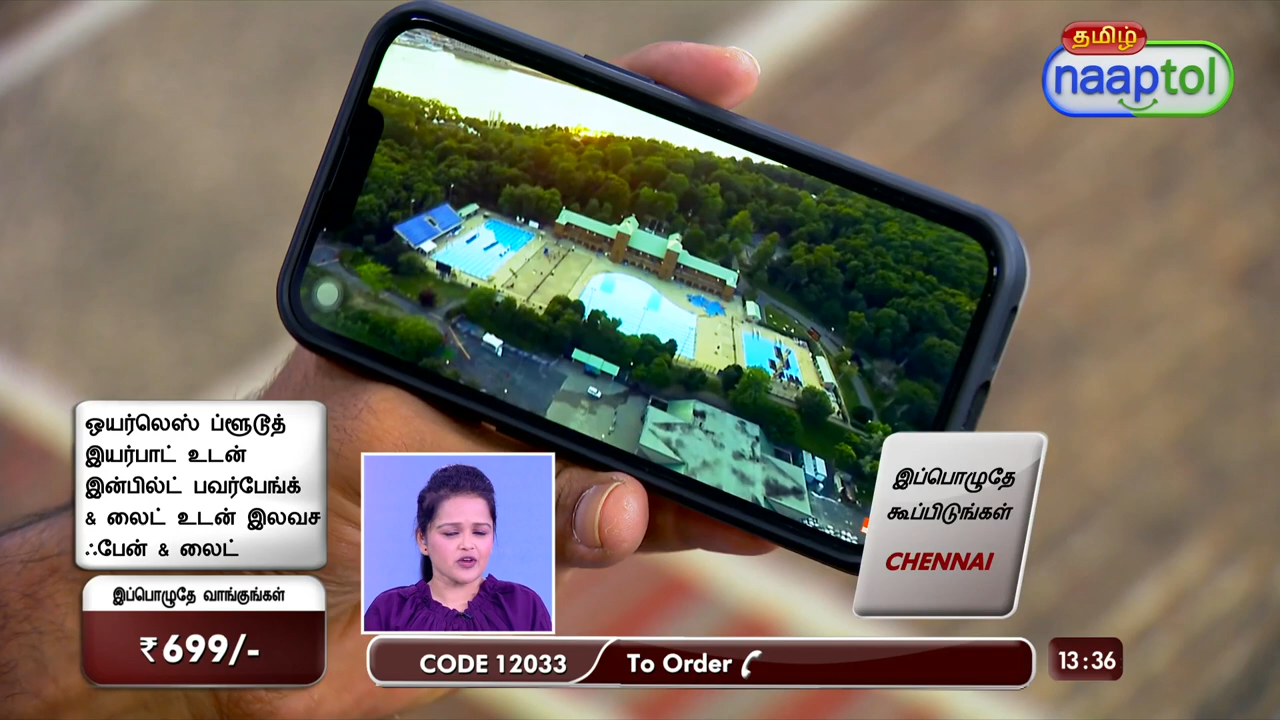 தமிழ்
naaptol
ஒயர்லெஸ் ப்ளூடூத்
இயர்பாட் உடன்
இன்பில்ட் பவர்பேங்க்
& லைட் உடன் இலவச
ஃபேன் & லைட்
இப்பொழுதே வாங்குங்கள்
₹699/-
இப்பொழுதே
கூப்பிடுங்கள்
CHENNAI
CODE 12033
To Order
13:36